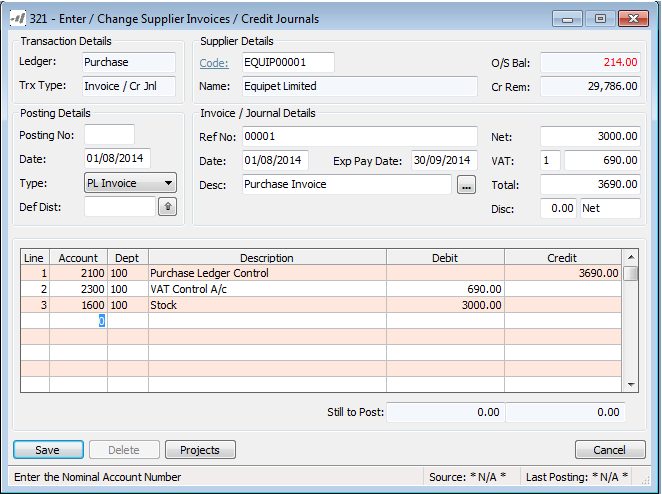 321 - Enter / Change Supplier Invoices / Credit Journals
Transaction Details
Ledger: Purchase
Trx Type: Invoice / Cr Jnl
Supplier Details
Code: EQUIP00001 O/S Bal: 214.00
Name: Equipet Limited Cr Rem: 29,786.00
Posting Details
Posting No:
Date: 01/08/2014
Type: PL Invoice
Def Dist:
Invoice / Journal Details
Ref No: 00001 Net: 3000.00
Date: 01/08/2014 Exp Pay Date: 30/09/2014 VAT: 1 690.00
Desc: Purchase Invoice ... Total: 3690.00
Disc: 0.00 Net
Line Account Dept Description Debit Credit
1 2100 100 Purchase Ledger Control 3690.00
2 2300 100 VAT Control A/c 690.00
3 1600 100 Stock 3000.00
0
Still to Post: 0.00 0.00
Save Delete Projects Cancel
Enter the Nominal Account Number Source: * N/A * Last Posting: * N/A *